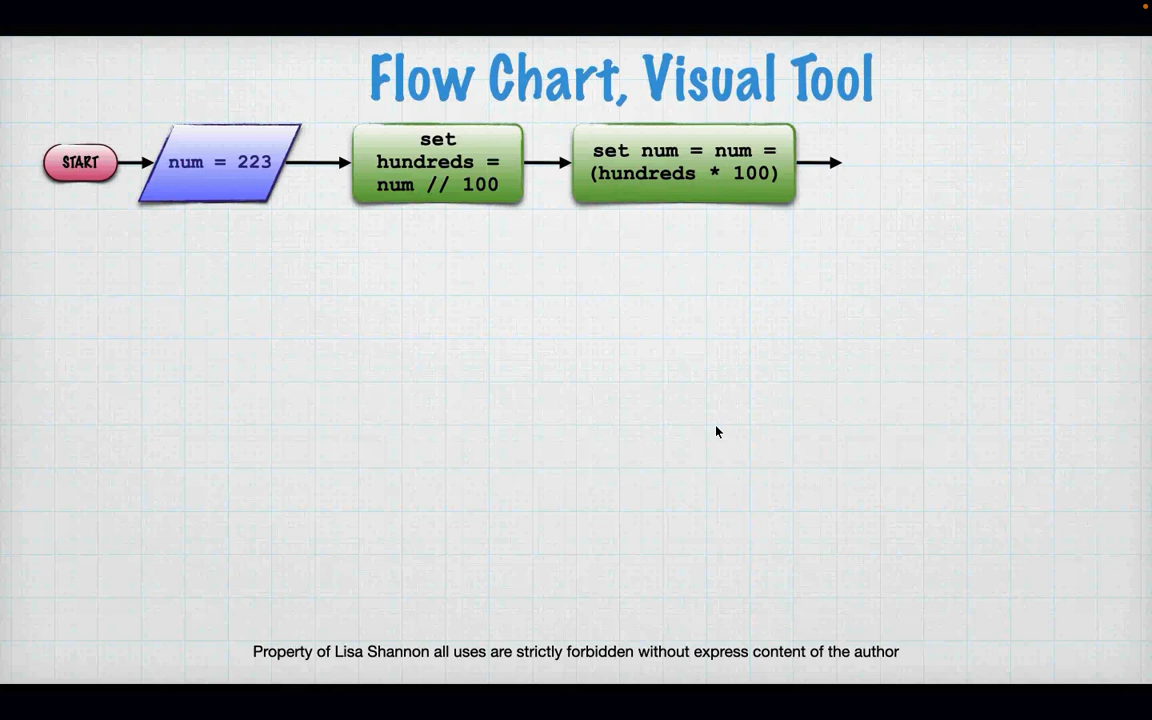 Flow Chart, Visual Tool
START
num = 223
set
hundreds =
num // 100
set num = num =
(hundreds * 100)
Property of Lisa Shannon all uses are strictly forbidden without express content of the author